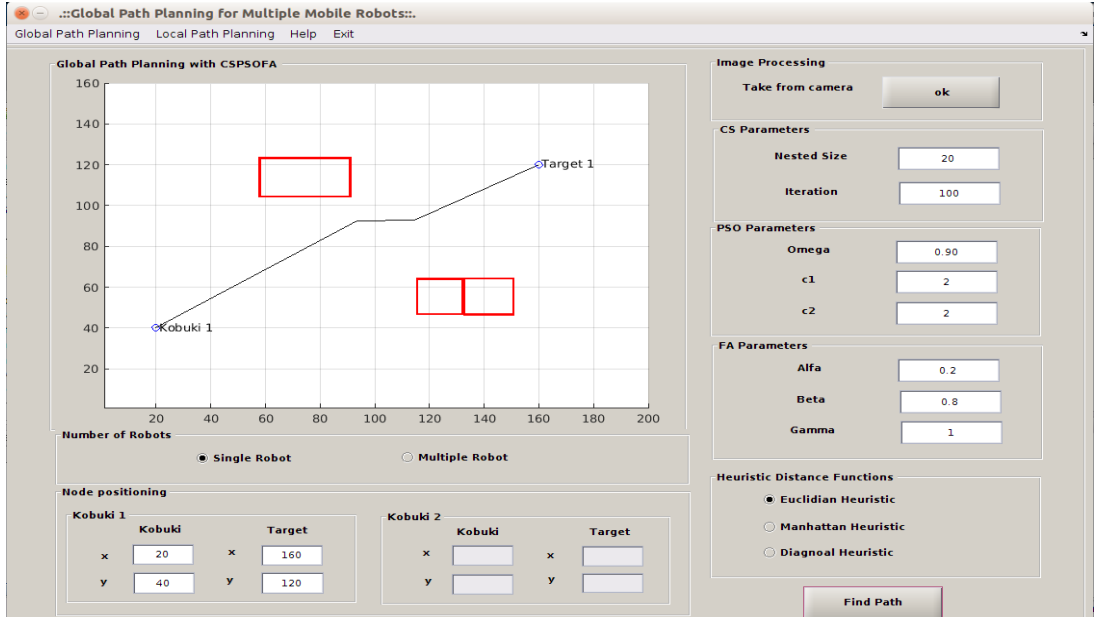 .::Global Path Planning for Multiple Mobile Robots::.
Global Path Planning Local Path Planning Help Exit
Global Path Planning with CSPSOFA
160
140
120
100
80
60
40
20
20 40 60 80 100 120 140 160 180 200
Target 1
Kobuki 1
Number of Robots
Single Robot Multiple Robot
Node positioning
Kobuki 1
Kobuki Target
x 20 x 160
y 40 y 120
Kobuki 2
Kobuki Target
x x
y y
Image Processing
Take from camera ok
CS Parameters
Nested Size 20
Iteration 100
PSO Parameters
Omega 0.90
c1 2
c2 2
FA Parameters
Alfa 0.2
Beta 0.8
Gamma 1
Heuristic Distance Functions
Euclidian Heuristic
Manhattan Heuristic
Diagnoal Heuristic
Find Path